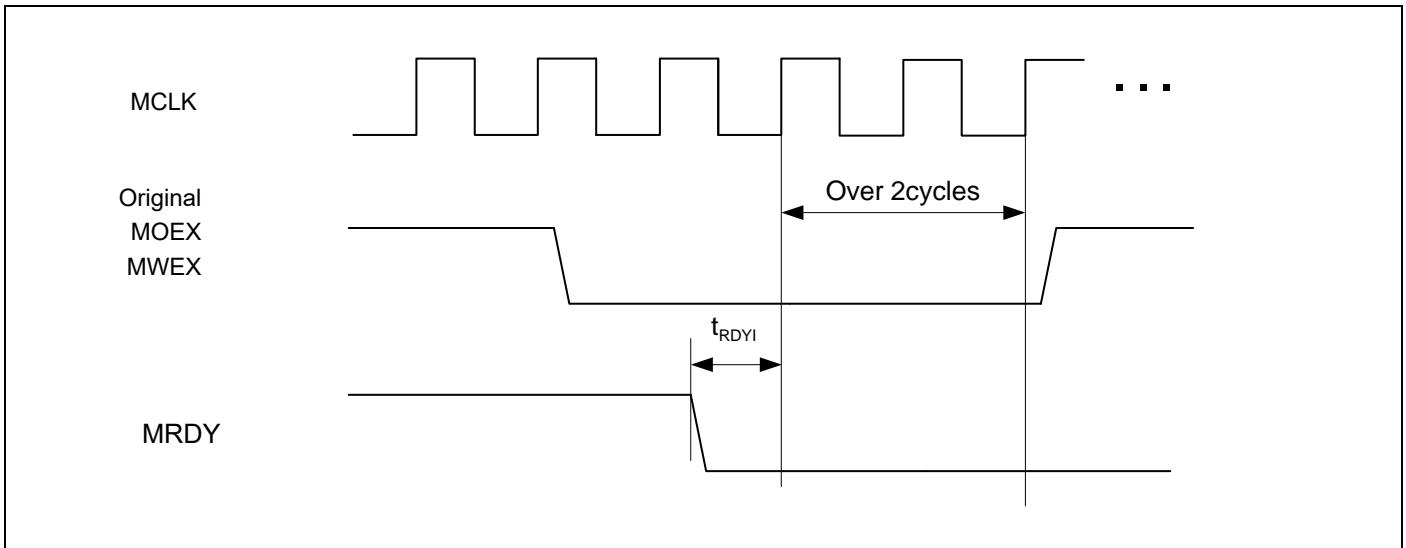 MCLK
Original
MOEX
MWEX
Over 2cycles
tRDYI
MRDY